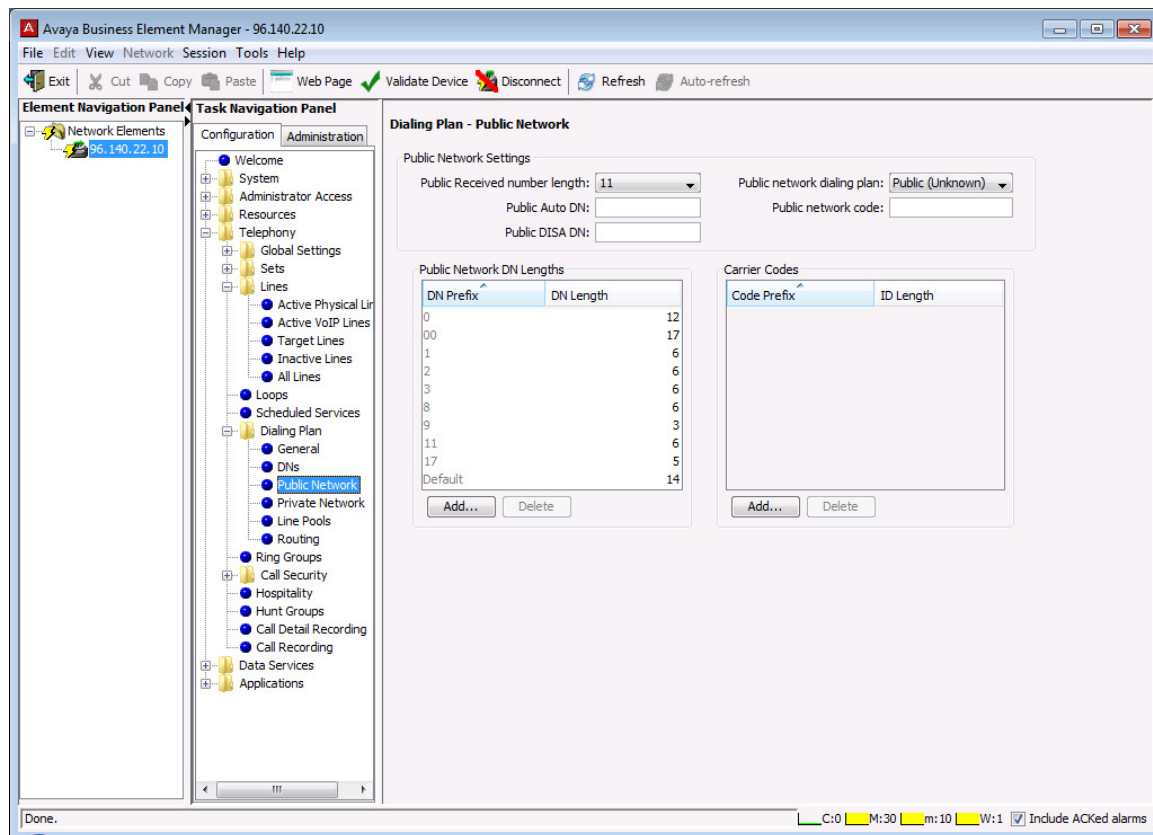 Avaya Business Element Manager - 96.140.22.10
File Edit View Network Session Tools Help
Exit Cut Copy Paste Web Page Validate Device Disconnect Refresh Auto-refresh
Element Navigation Panel
Network Elements
96.140.22.10
Task Navigation Panel
Configuration Administration
Welcome
System
Administrator Access
Resources
Telephony
Global Settings
Sets
Lines
Active Physical Lir
Active VoIP Lines
Target Lines
Inactive Lines
All Lines
Loops
Scheduled Services
Dialing Plan
General
DNs
Public Network
Private Network
Line Pools
Routing
Ring Groups
Call Security
Hospitality
Hunt Groups
Call Detail Recording
Call Recording
Data Services
Applications
Dialing Plan - Public Network
Public Network Settings
Public Received number length: 11 Public network dialing plan: Public (Unknown)
Public Auto DN: Public network code:
Public DISA DN:
Public Network DN Lengths
DN Prefix DN Length
0 12
00 17
1 6
2 6
3 6
8 6
9 3
11 6
17 5
Default 14
Add... Delete
Carrier Codes
Code Prefix ID Length
Add... Delete
Done. C:0 M:30 m:10 W:1 Include ACKed alarms